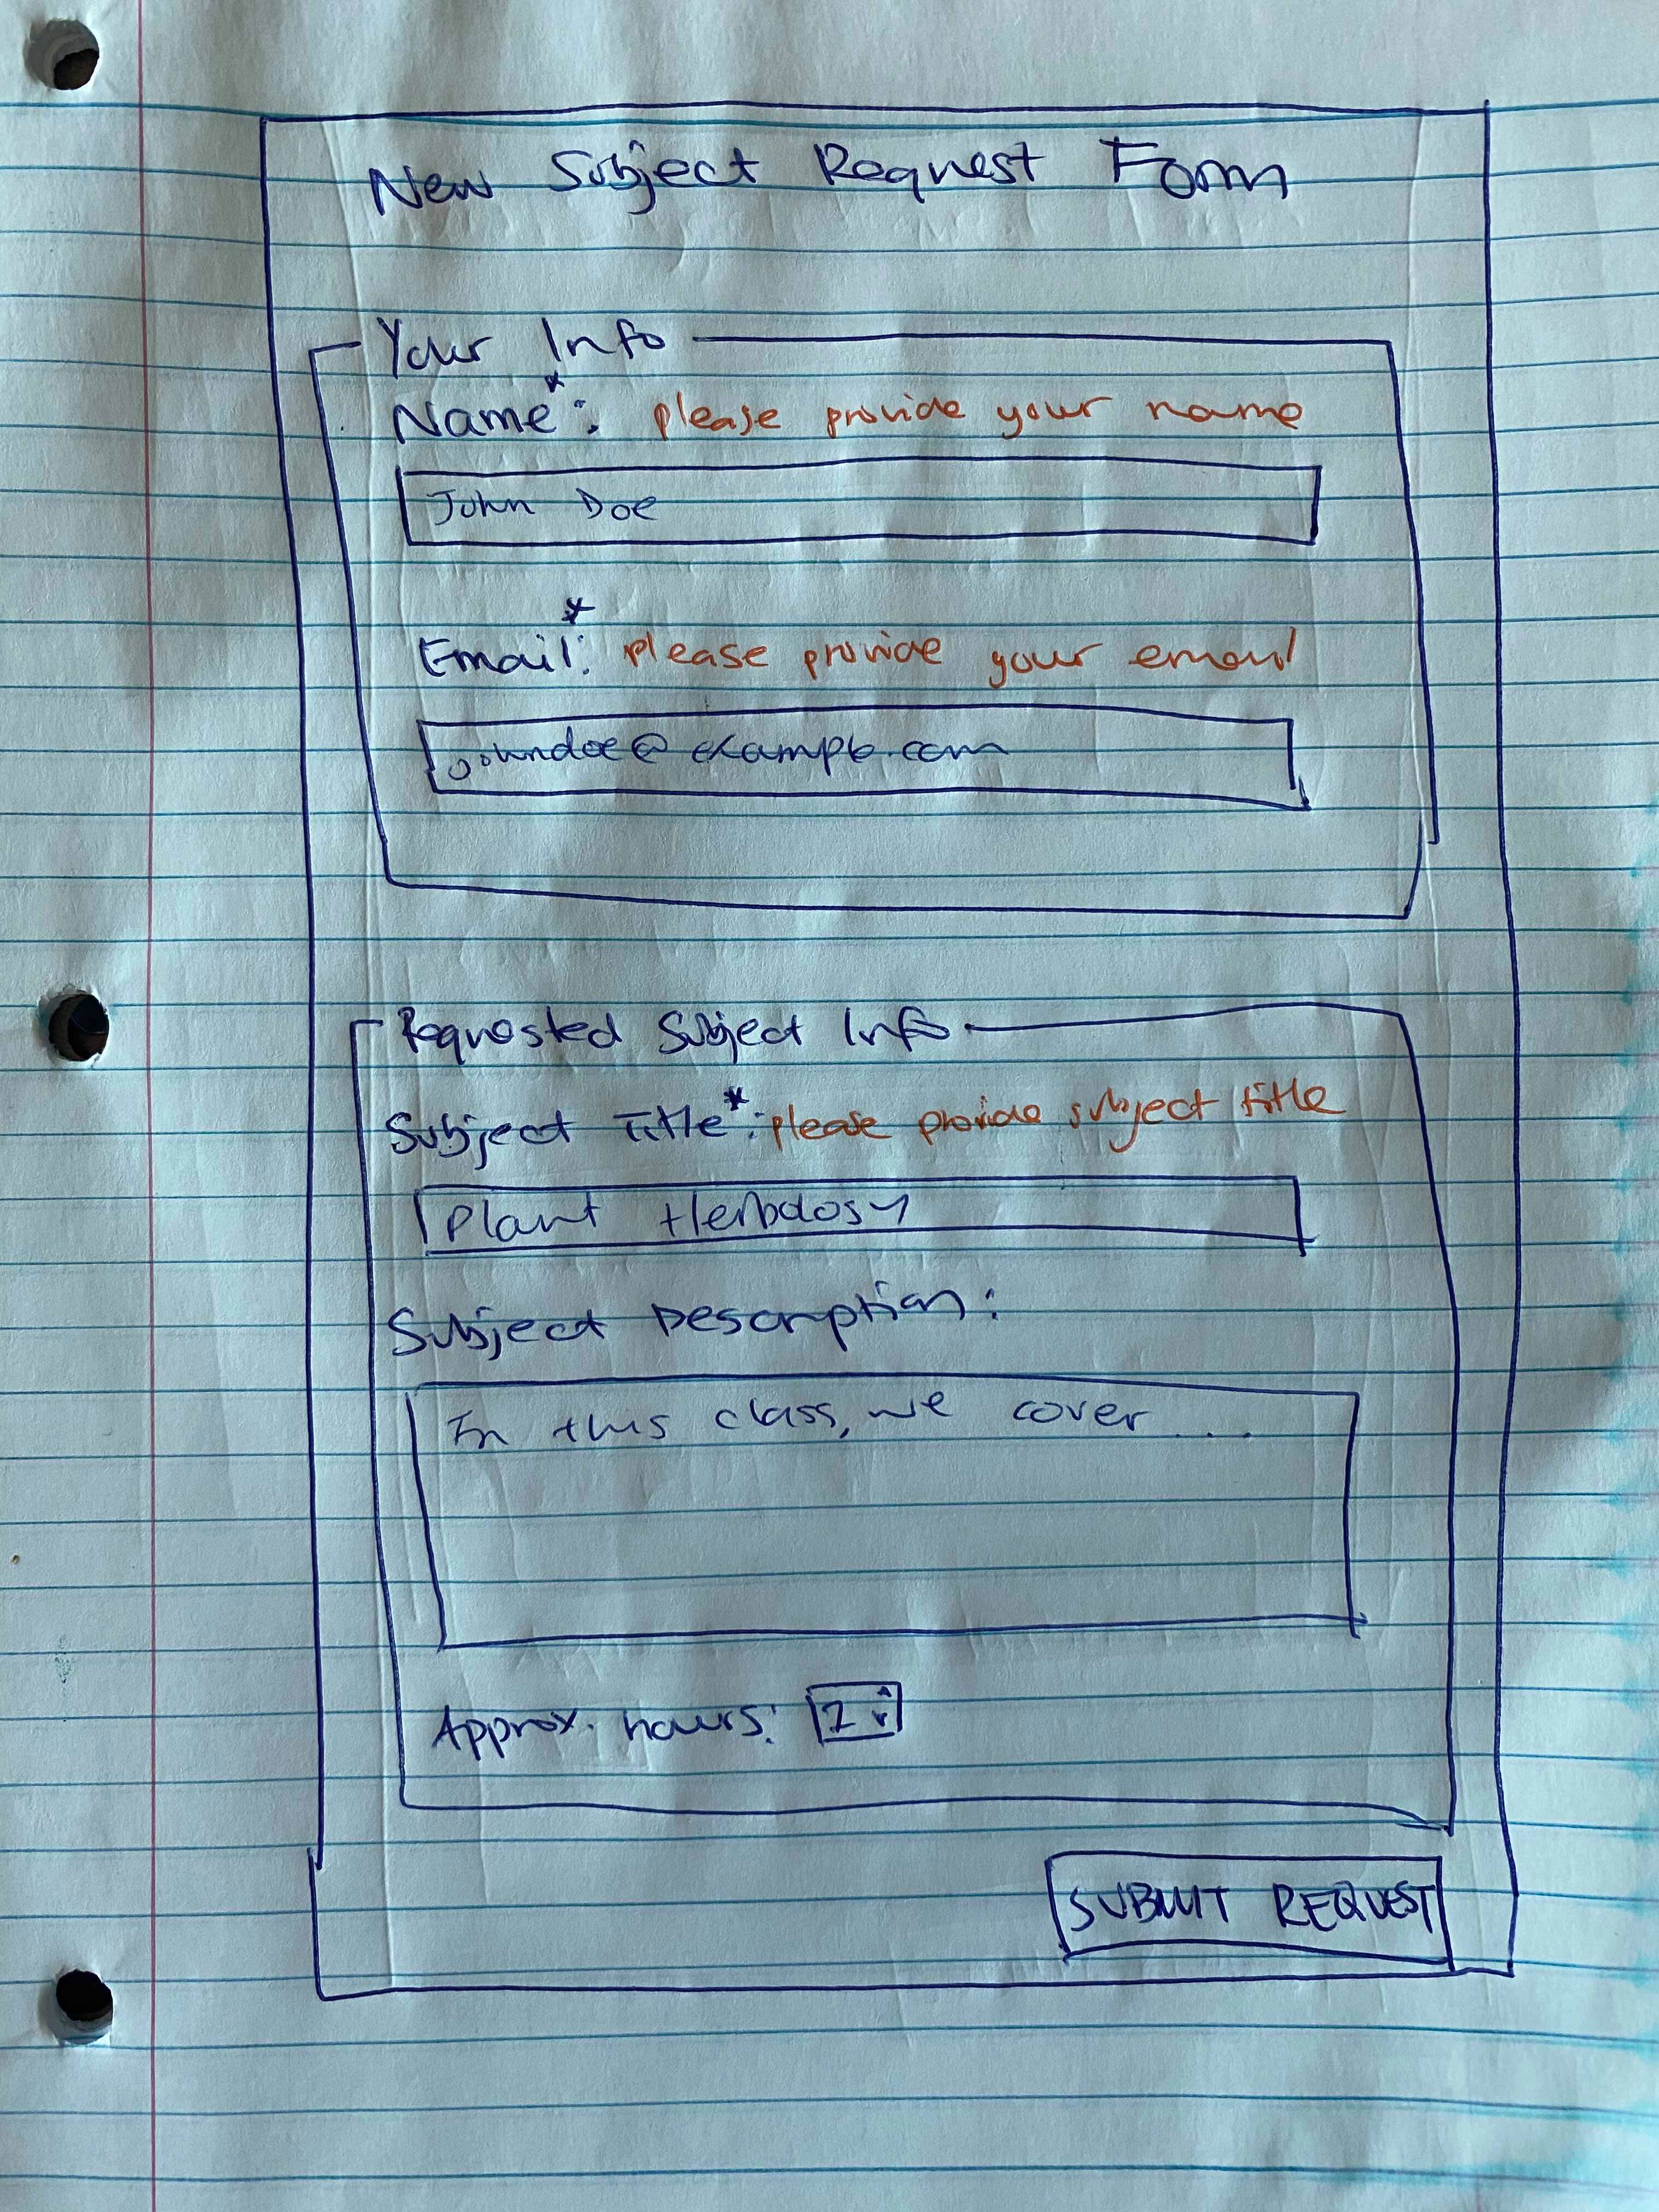 New Subject Request Form
Your Info
Name*: please provide your name
John Doe
Email*: please provide your email
johndoe@example.com
Requested Subject Info
Subject Title*: please provide subject title
Plant
Subject Description:
In this class, we cover ...
Approx. hours:
SUBMIT REQUEST